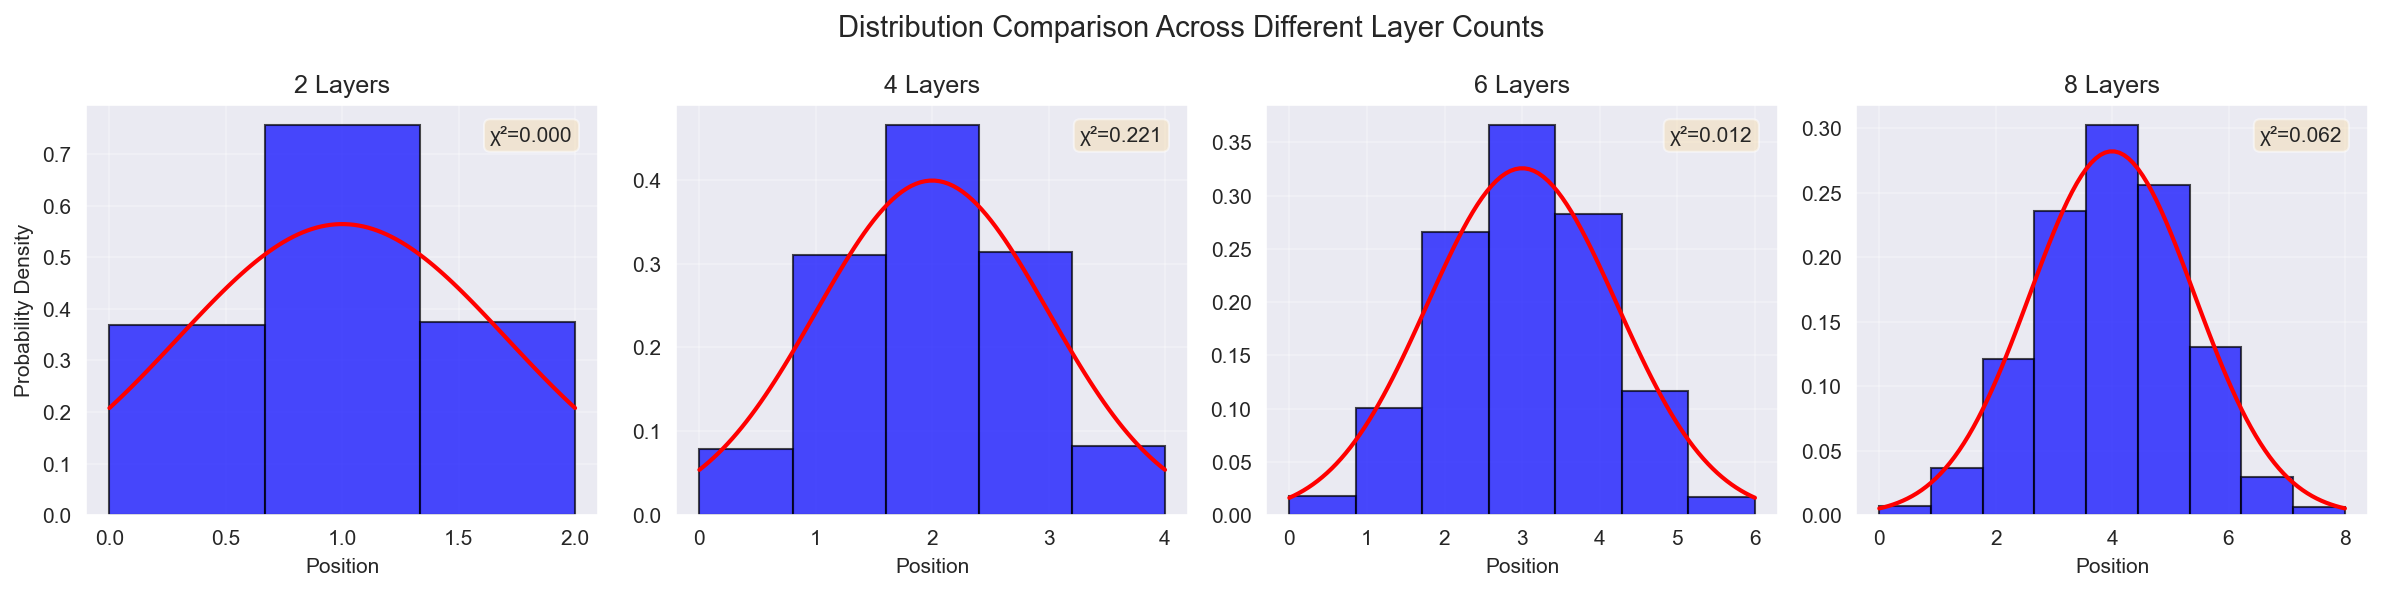 Distribution Comparison Across Different Layer Counts
2 Layers
χ²=0.000
Probability Density
0.7
0.6
0.5
0.4
0.3
0.2
0.1
0.0
0.0 0.5 1.0 1.5 2.0
Position
4 Layers
χ²=0.221
0.4
0.3
0.2
0.1
0.0
0 1 2 3 4
Position
6 Layers
χ²=0.012
0.35
0.30
0.25
0.20
0.15
0.10
0.05
0.00
0 1 2 3 4 5 6
Position
8 Layers
χ²=0.062
0.30
0.25
0.20
0.15
0.10
0.05
0.00
0 2 4 6 8
Position